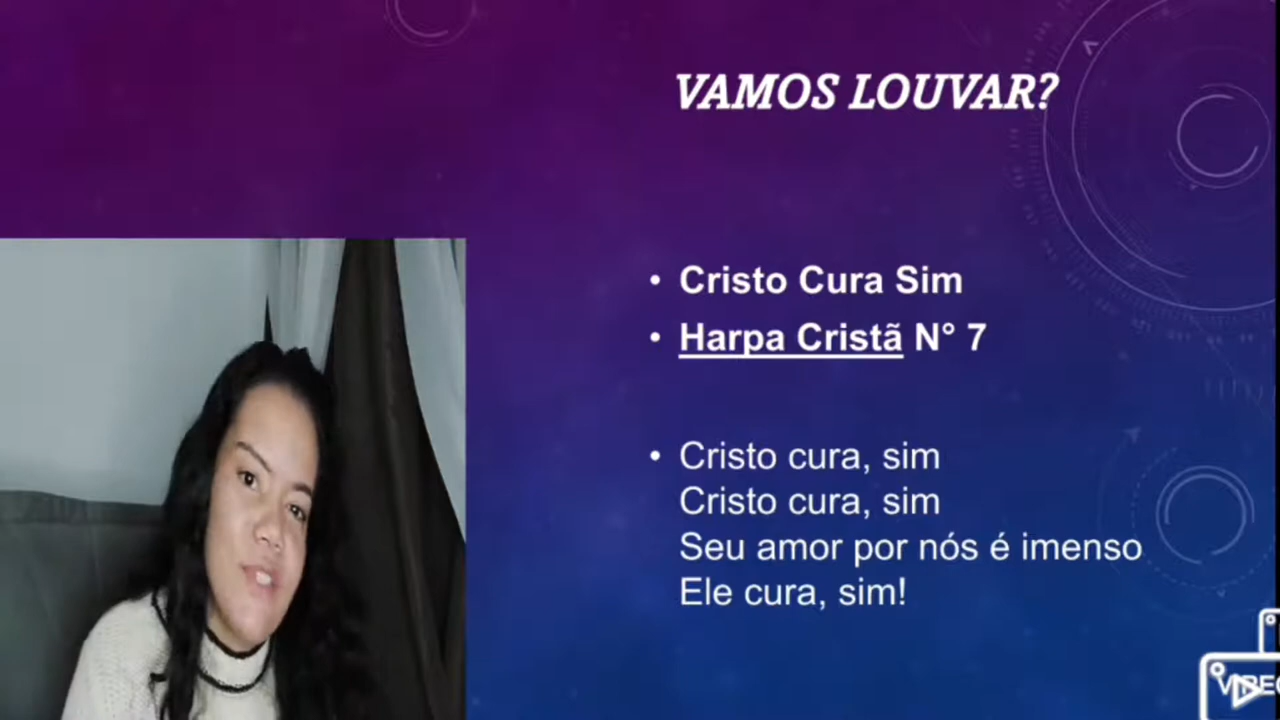 VAMOS LOUVAR?
• Cristo Cura Sim
• Harpa Cristã N° 7
• Cristo cura, sim
Cristo cura, sim
Seu amor por nós é imenso
Ele cura, sim!